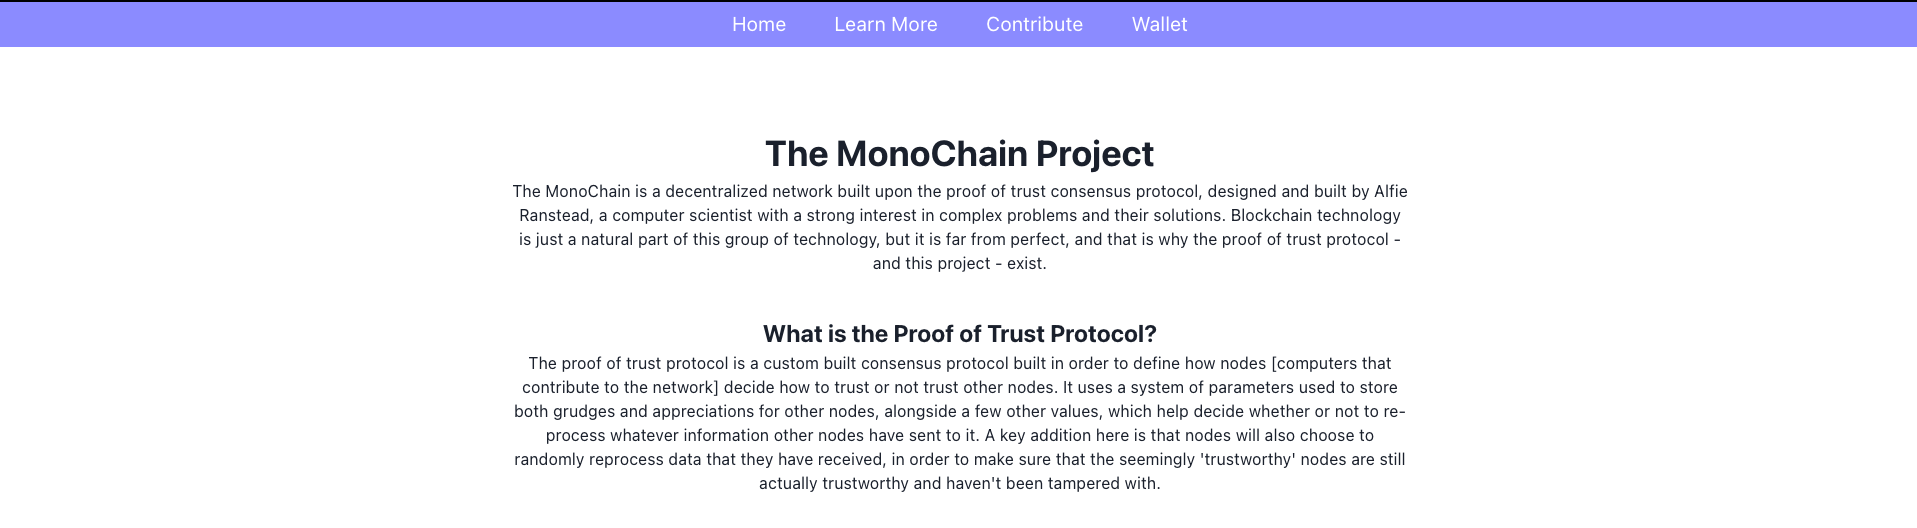 Home Learn More Contribute Wallet
The MonoChain Project
The MonoChain is a decentralized network built upon the proof of trust consensus protocol, designed and built by Alfie
Ranstead, a computer scientist with a strong interest in complex problems and their solutions. Blockchain technology
is just a natural part of this group of technology, but it is far from perfect, and that is why the proof of trust protocol -
and this project - exist.
What is the Proof of Trust Protocol?
The proof of trust protocol is a custom built consensus protocol built in order to define how nodes [computers that
contribute to the network] decide how to trust or not trust other nodes. It uses a system of parameters used to store
both grudges and appreciations for other nodes, alongside a few other values, which help decide whether or not to re-
process whatever information other nodes have sent to it. A key addition here is that nodes will also choose to
randomly reprocess data that they have received, in order to make sure that the seemingly 'trustworthy' nodes are still
actually trustworthy and haven't been tampered with.